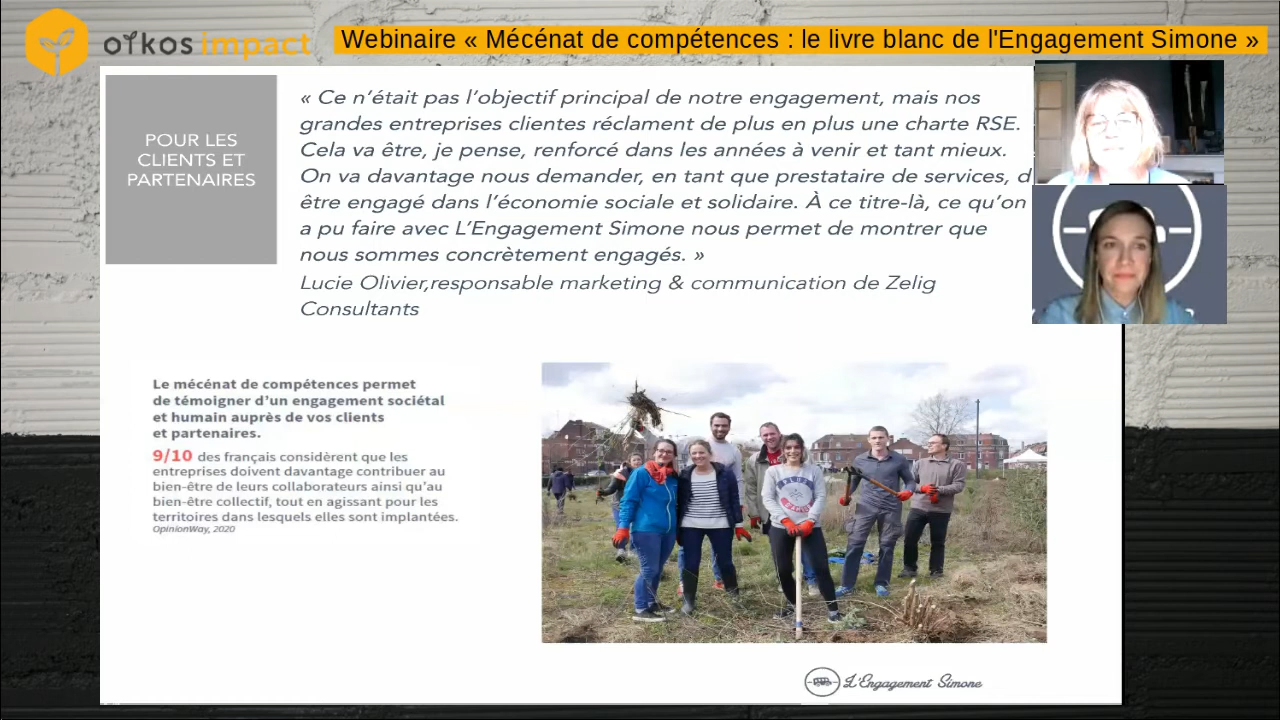 oikos impact
Webinaire « Mécénat de compétences : le livre blanc de l'Engagement Simone »
POUR LES
CLIENTS ET
PARTENAIRES
« Ce n'était pas l'objectif principal de notre engagement, mais nos
grandes entreprises clientes réclament de plus en plus une charte RSE.
Cela va être, je pense, renforcé dans les années à venir et tant mieux.
On va davantage nous demander, en tant que prestataire de services, d
être engagé dans l'économie sociale et solidaire. À ce titre-là, ce qu'on
a pu faire avec L'Engagement Simone nous permet de montrer que
nous sommes concrètement engagés. »
Lucie Olivier,responsable marketing & communication de Zelig
Consultants
Le mécénat de compétences permet
de témoigner d'un engagement sociétal
et humain auprès de vos clients
et partenaires.
9/10 des français considèrent que les
entreprises doivent davantage contribuer au
bien-être de leurs collaborateurs ainsi qu'au
bien-être collectif, tout en agissant pour les
territoires dans lesquels elles sont implantées.
OpinionWay, 2020
L'Engagement Simone